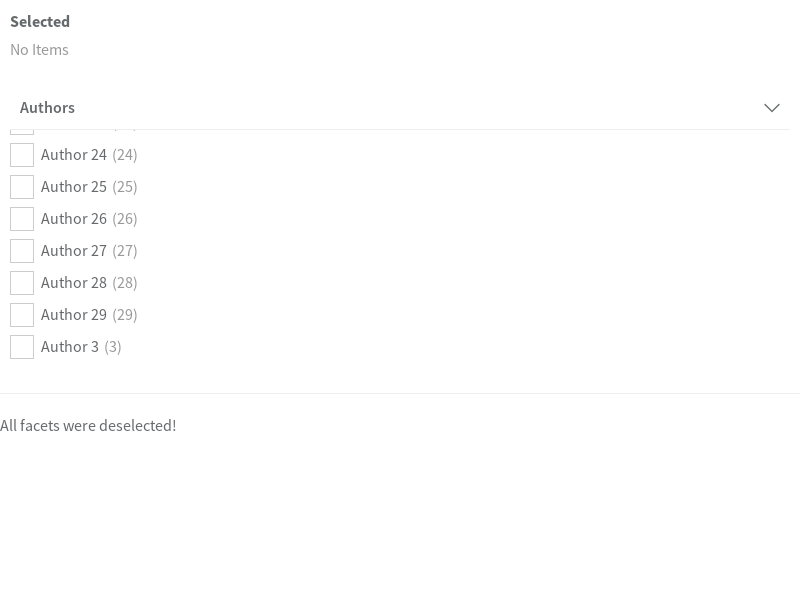 Selected
No Items
Authors
Author 24 (24)
Author 25 (25)
Author 26 (26)
Author 27 (27)
Author 28 (28)
Author 29 (29)
Author 3 (3)
All facets were deselected!